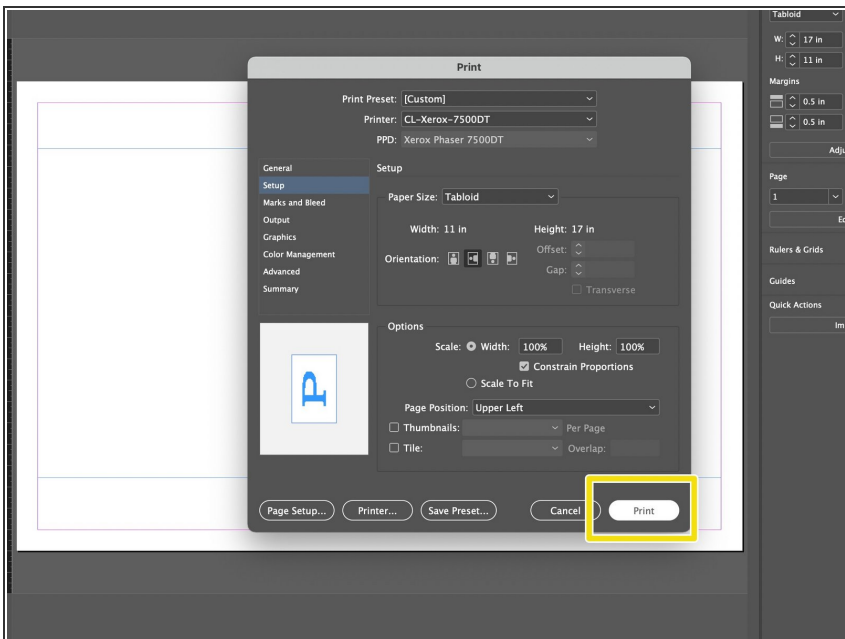 Print
Print Preset: [Custom]
Printer: CL-Xerox-7500DT
PPD: Xerox Phaser 7500DT
General
Setup
Marks and Bleed
Output
Graphics
Color Management
Advanced
Summary
Setup
Paper Size: Tabloid
Width: 11 in Height: 17 in
Orientation: Offset:
Gap:
Transverse
Options
Scale: Width: 100% Height: 100%
Constrain Proportions
Scale To Fit
Page Position: Upper Left
Thumbnails: Per Page
Tile: Overlap:
P
Page Setup... Printer... Save Preset... Cancel Print
Tabloid
W: 17 in
H: 11 in
Margins
0.5 in
0.5 in
Page
1
Rulers & Grids
Guides
Quick Actions